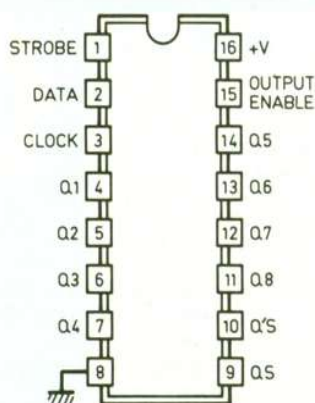 STROBE 1 16 +V
DATA 2 15 OUTPUT
ENABLE
CLOCK 3 14 Q5
Q1 4 13 Q6
Q2 5 12 Q7
Q3 6 11 Q8
Q4 7 10 Q'S
8 9 QS